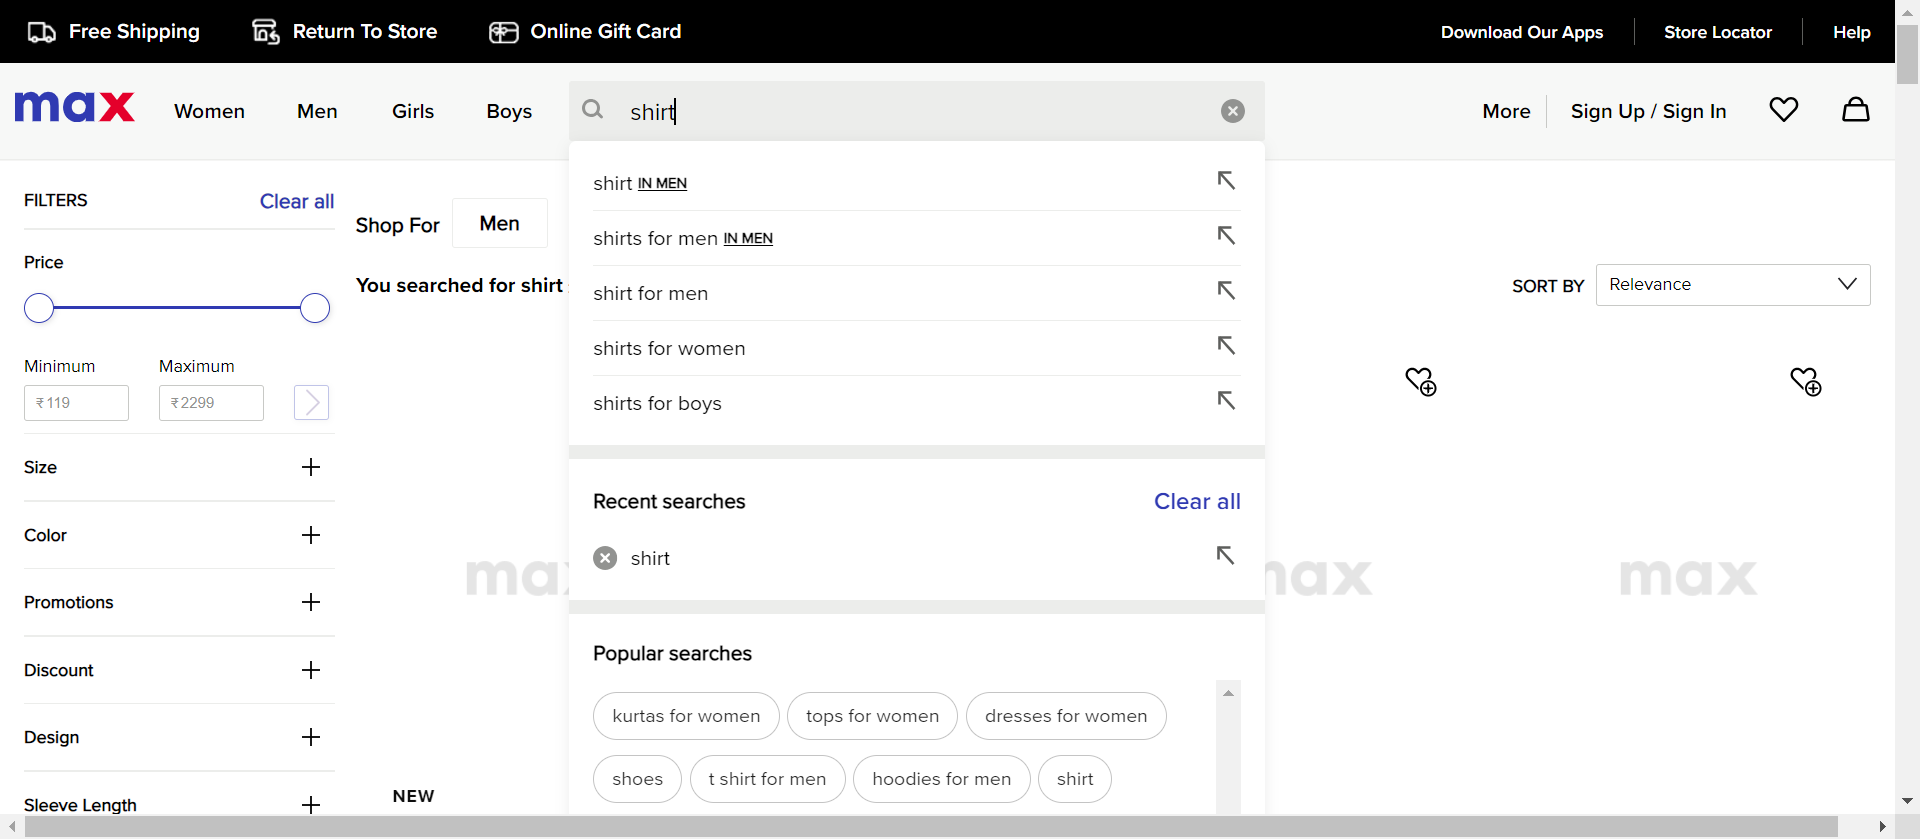 Free Shipping Return To Store Online Gift Card Download Our Apps Store Locator Help
max Women Men Girls Boys shirt More Sign Up / Sign In
FILTERS Clear all
Shop For Men
You searched for shirt
SORT BY Relevance
Price
Minimum Maximum
₹119 ₹2299
Size
Color
Promotions
Discount
Design
Sleeve Length
shirt IN MEN
shirts for men IN MEN
shirt for men
shirts for women
shirts for boys
Recent searches Clear all
shirt
Popular searches
kurtas for women tops for women dresses for women
shoes t shirt for men hoodies for men shirt
max max max
NEW